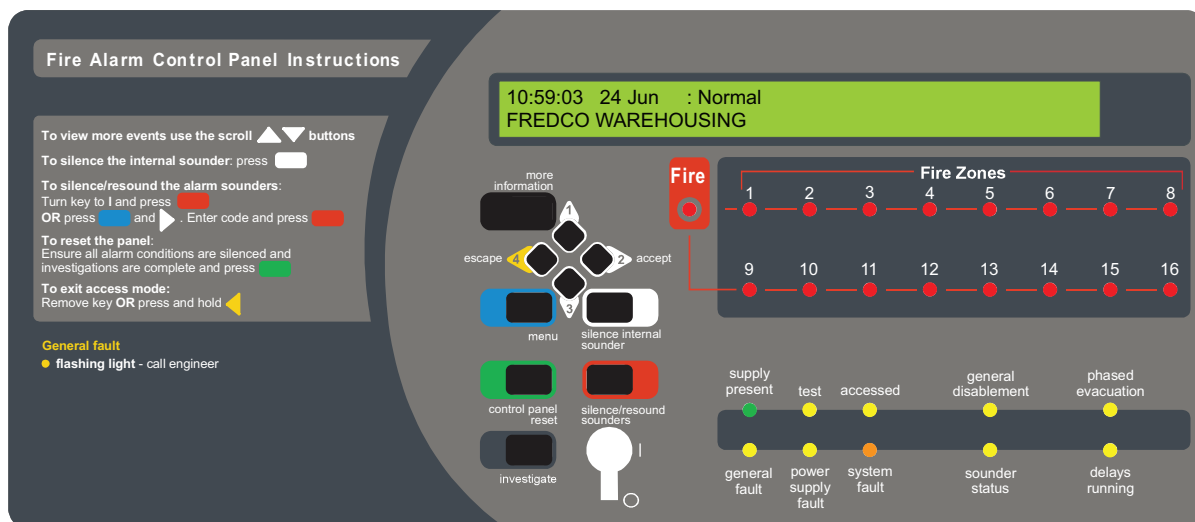 Fire Alarm Control Panel Instructions
To view more events use the scroll buttons
To silence the internal sounder: press
To silence/resound the alarm sounders:
Turn key to I and press
OR press and . Enter code and press
To reset the panel:
Ensure all alarm conditions are silenced and
investigations are complete and press
To exit access mode:
Remove key OR press and hold
General fault
flashing light - call engineer
10:59:03 24 Jun : Normal
FREDCO WAREHOUSING
more
information
1
escape 4
2 accept
3
menu
silence internal
sounder
control panel
reset
silence/resound
sounders
investigate
I
Fire
Fire Zones
1 2 3 4 5 6 7 8
9 10 11 12 13 14 15 16
supply
present
test
accessed
general
disablement
phased
evacuation
general
fault
power
supply
fault
system
fault
sounder
status
delays
running